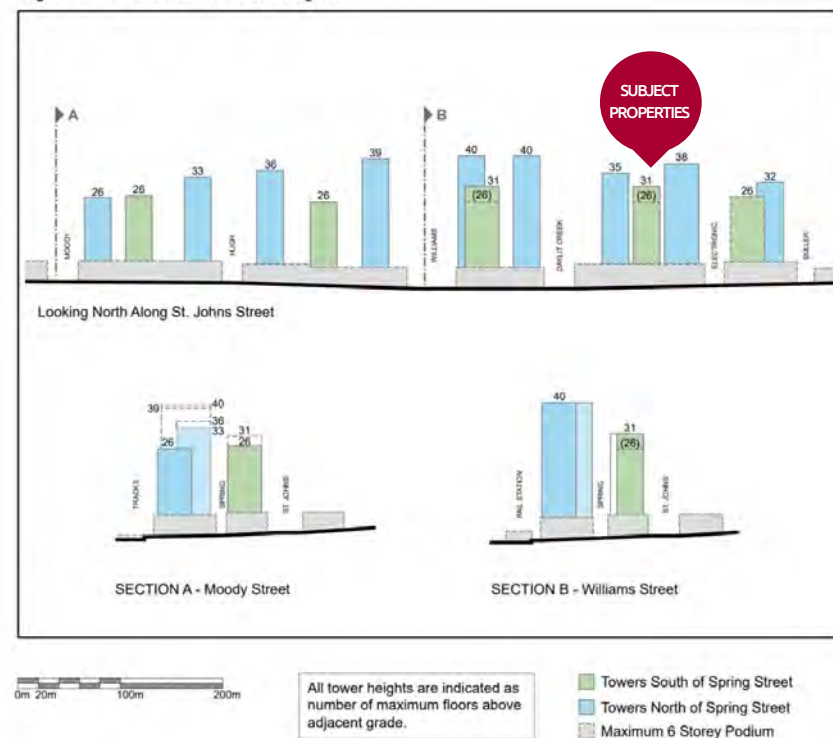 SUBJECT
PROPERTIES
A
B
26
26
33
36
26
39
40
31
(26)
40
35
31
(26)
38
26
32
MOODY
HUGH
WILLIAMS
DAYLIT CREEK
ELECTRONIC
BULLER
Looking North Along St. Johns Street
39
40
36
33
26
31
26
TRACKS
SPRING
ST. JOHNS
SECTION A - Moody Street
40
31
(26)
RAIL STATION
SPRING
ST. JOHNS
SECTION B - Williams Street
0m 20m 100m 200m
All tower heights are indicated as
number of maximum floors above
adjacent grade.
Towers South of Spring Street
Towers North of Spring Street
Maximum 6 Storey Podium